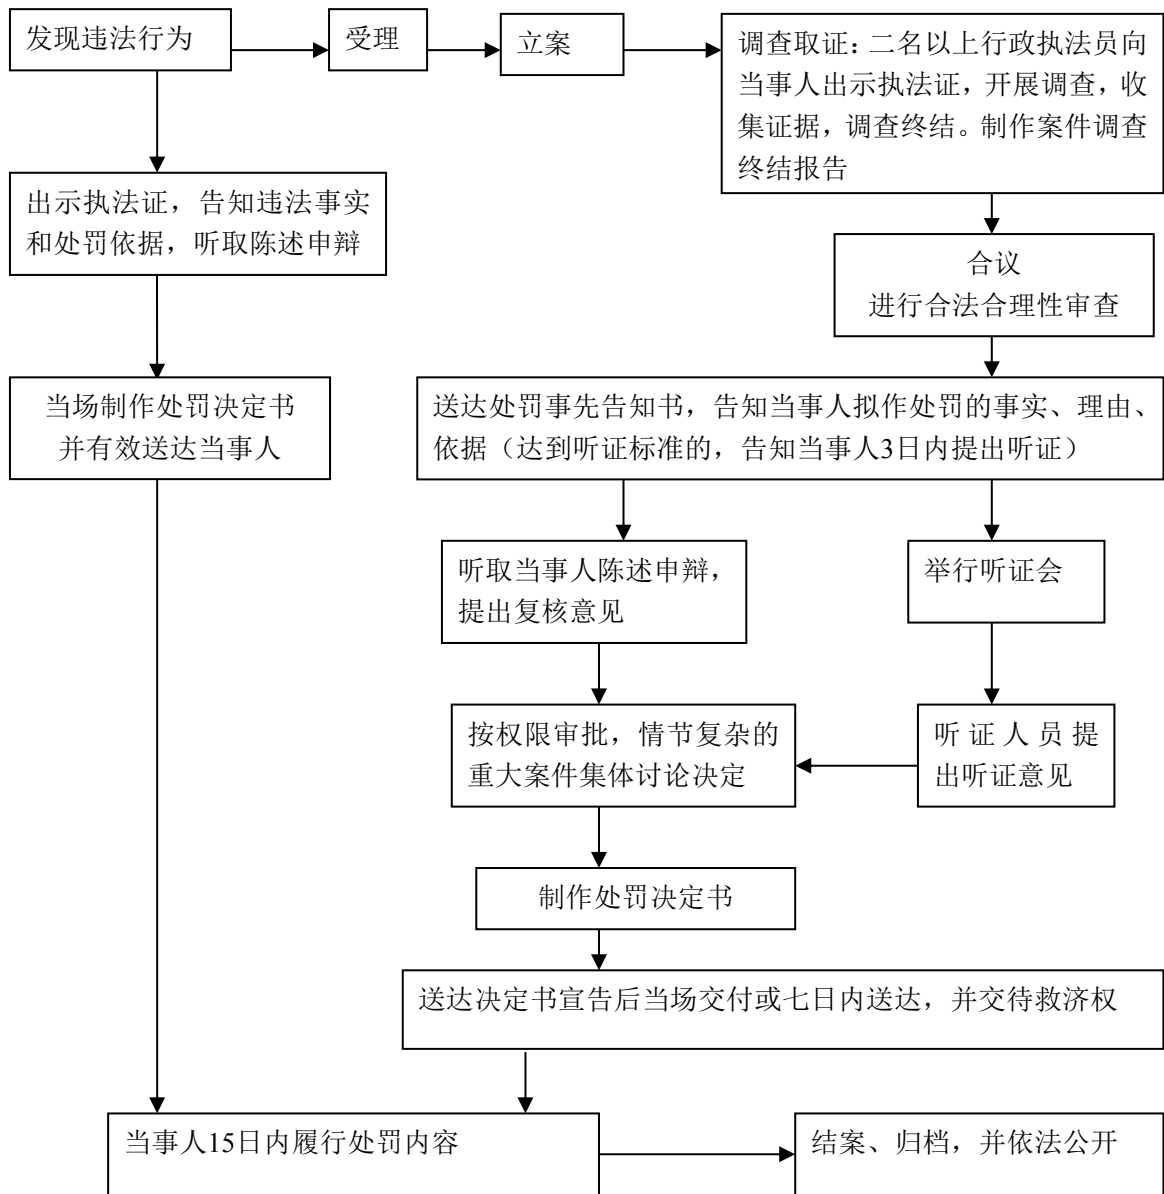 发现违法行为
受理
立案
调查取证：二名以上行政执法员向
当事人出示执法证，开展调查，收
集证据，调查终结。制作案件调查
终结报告
出示执法证，告知违法事实
和处罚依据，听取陈述申辩
合议
进行合法合理性审查
当场制作处罚决定书
并有效送达当事人
送达处罚事先告知书，告知当事人拟作处罚的事实、理由、
依据（达到听证标准的，告知当事人3日内提出听证）
听取当事人陈述申辩，
提出复核意见
举行听证会
按权限审批，情节复杂的
重大案件集体讨论决定
听证人员提
出听证意见
制作处罚决定书
送达决定书宣告后当场交付或七日内送达，并交待救济权
当事人15日内履行处罚内容
结案、归档，并依法公开